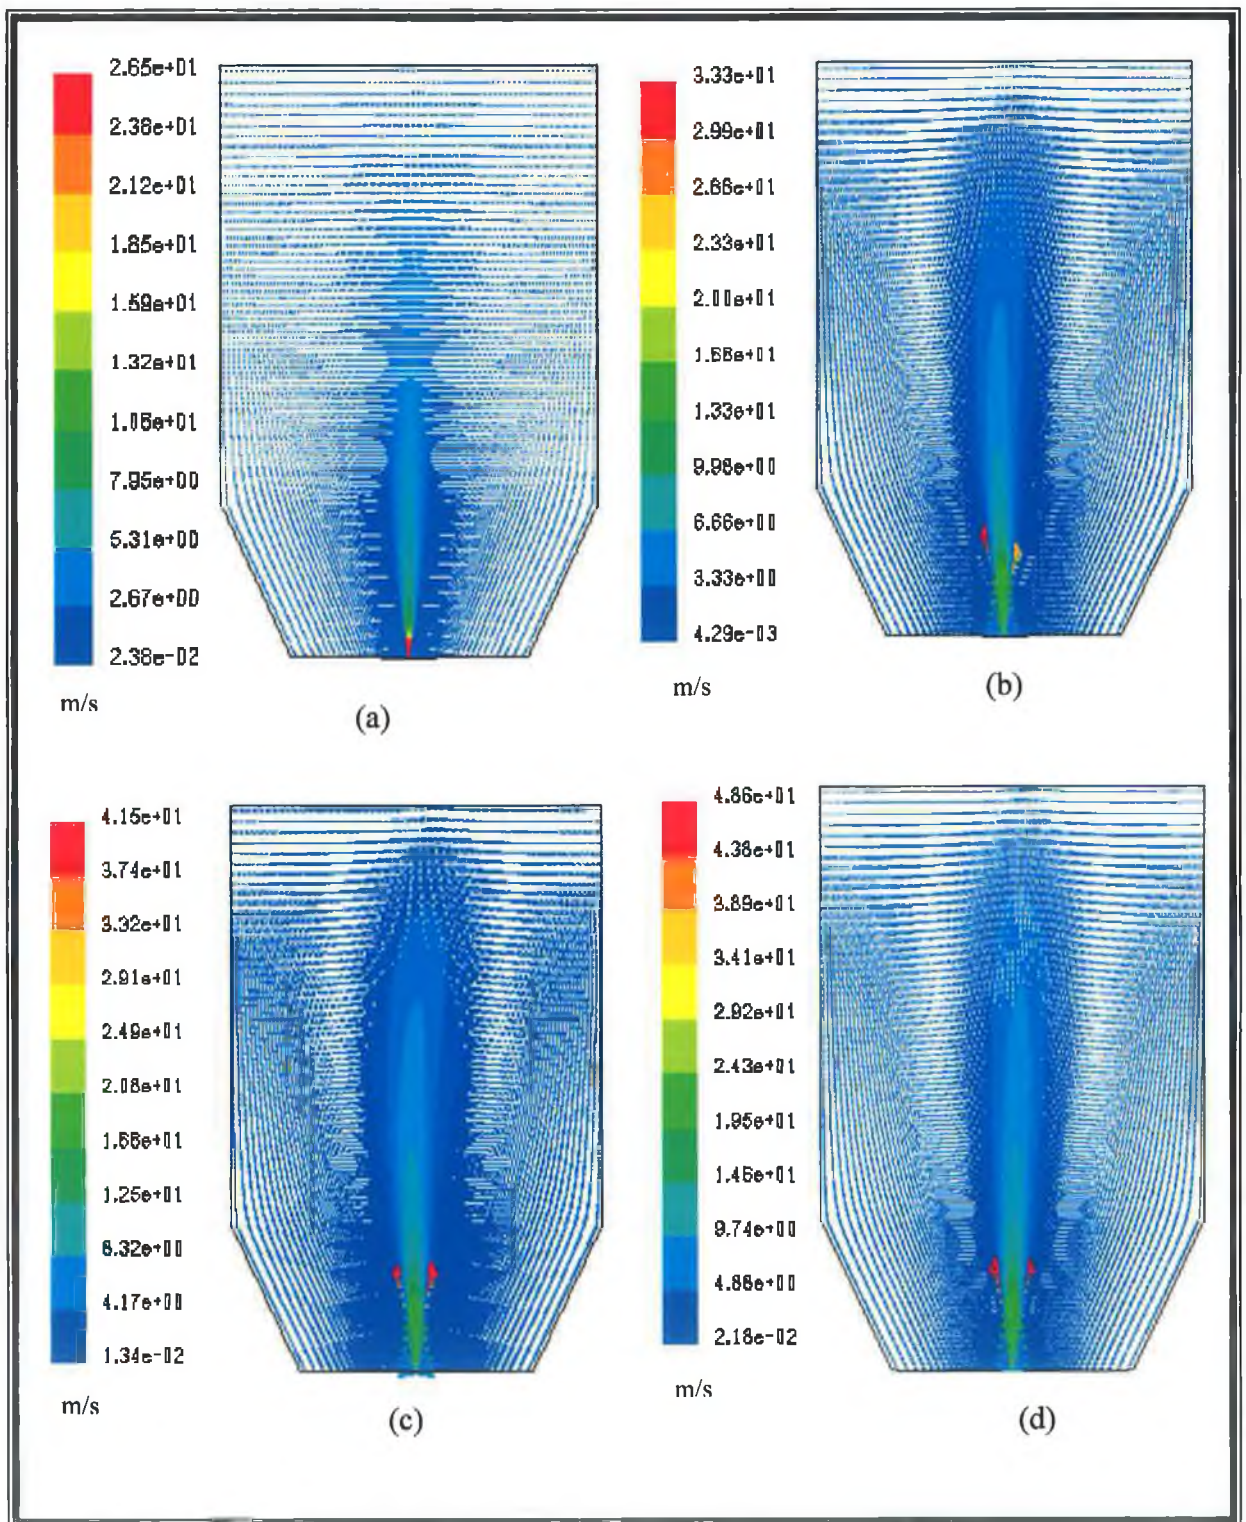 2.65e+01
2.38e+01
2.12e+01
1.85e+01
1.59e+01
1.32e+01
1.06e+01
7.95e+00
5.31e+00
2.67e+00
2.38e-02
m/s
(a)
3.33e+01
2.99e+01
2.66e+01
2.33e+01
2.00e+01
1.66e+01
1.33e+01
9.98e+00
6.66e+00
3.33e+00
4.29e-03
m/s
(b)
4.15e+01
3.74e+01
3.32e+01
2.91e+01
2.49e+01
2.08e+01
1.66e+01
1.25e+01
8.32e+00
4.17e+00
1.34e-02
m/s
(c)
4.86e+01
4.38e+01
3.89e+01
3.41e+01
2.92e+01
2.43e+01
1.95e+01
1.46e+01
9.74e+00
4.88e+00
2.18e-02
m/s
(d)